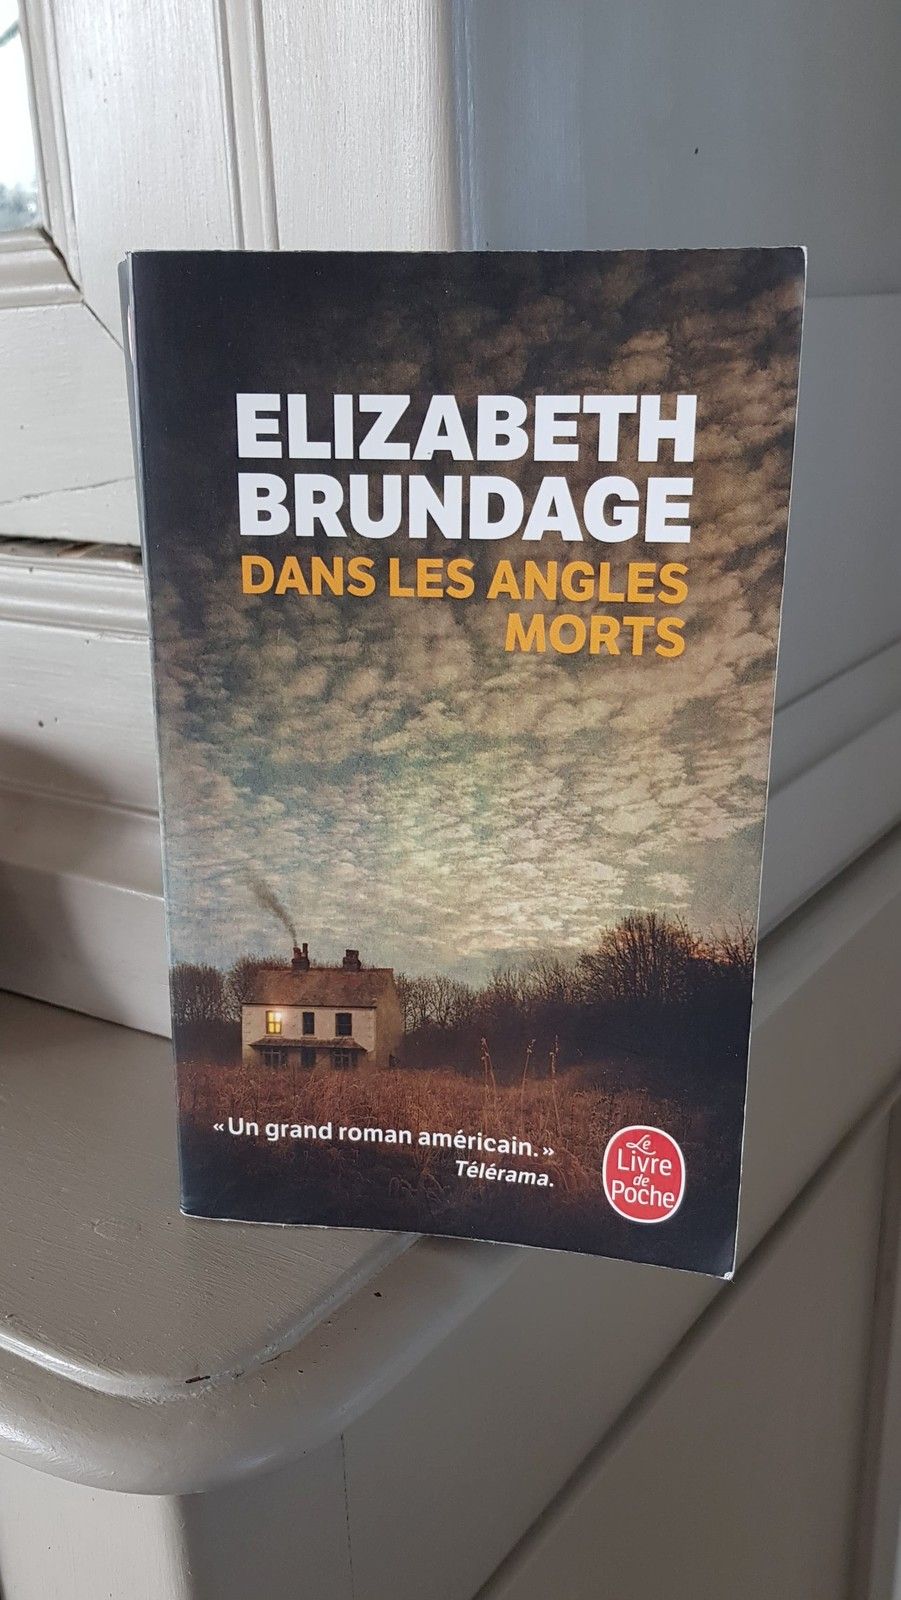 ELIZABETH
BRUNDAGE
DANS LES ANGLES
MORTS
« Un grand roman américain. »
Télérama.
Le
Livre
de
Poche